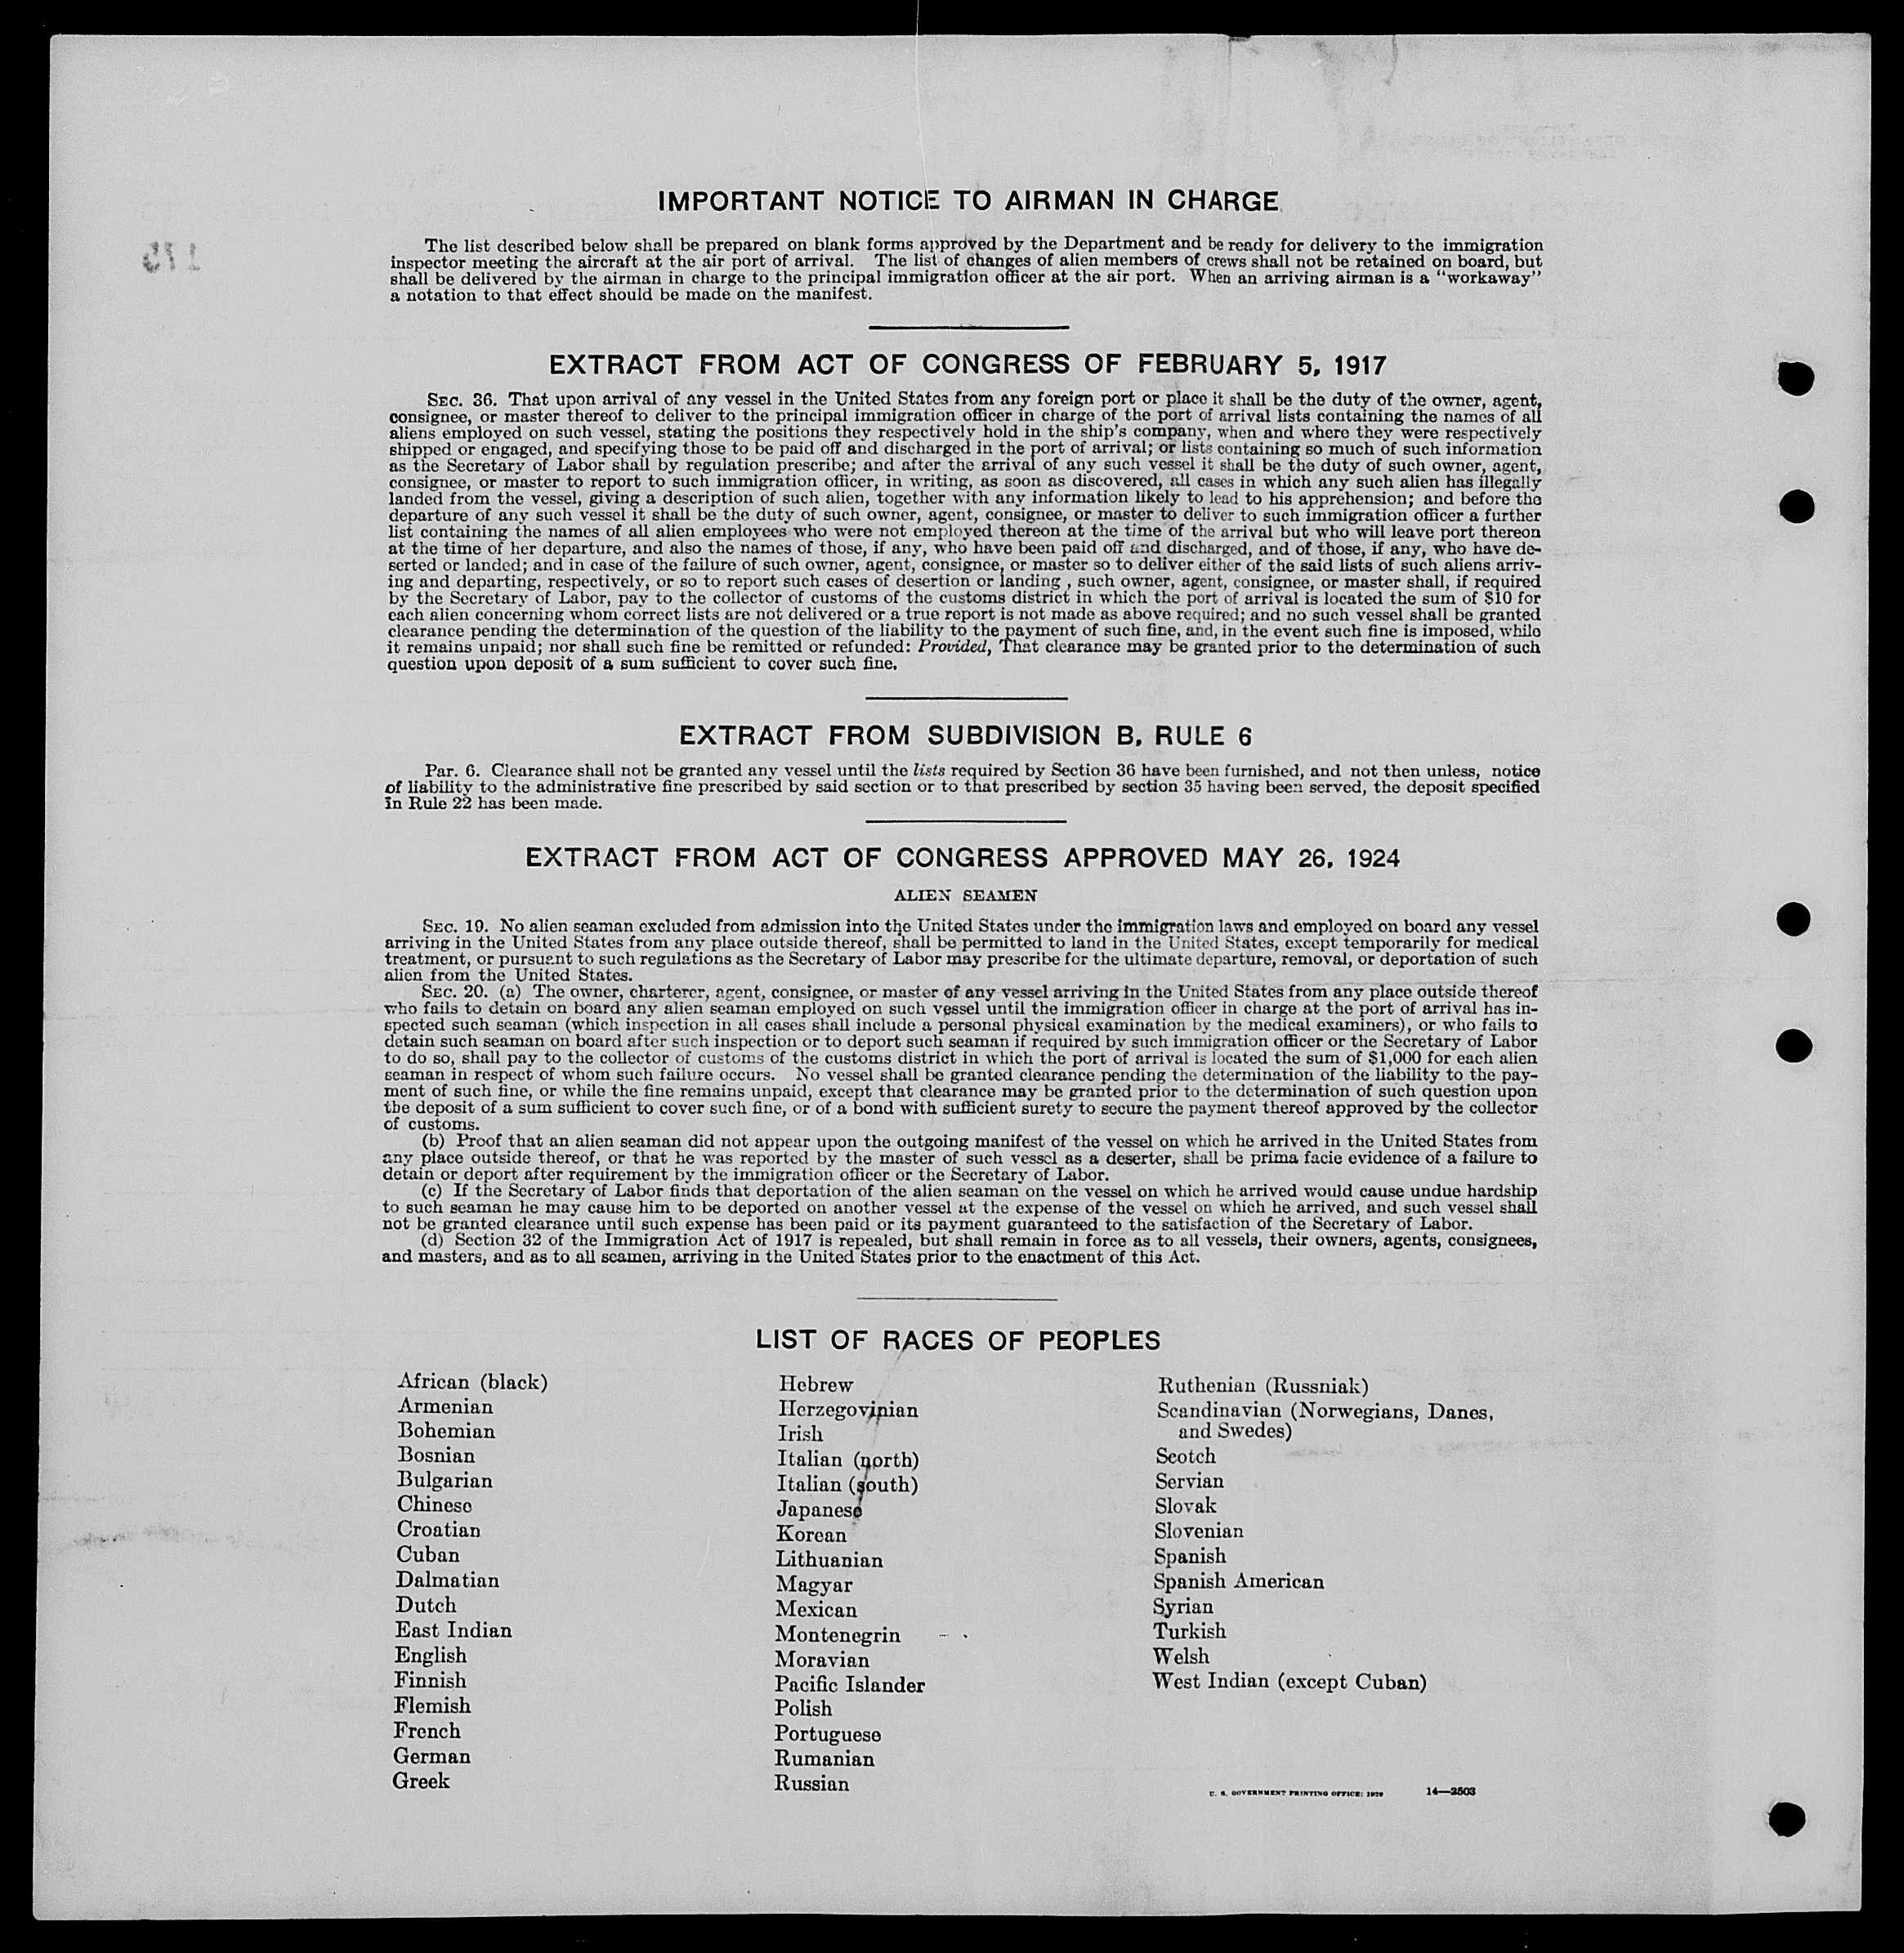 IMPORTANT NOTICE TO AIRMAN IN CHARGE
The list described below shall be prepared on blank forms approved by the Department and be ready for delivery to the immigration
inspector meeting the aircraft at the air port of arrival. The list of changes of alien members of crews shall not be retained on board, but
shall be delivered by the airman in charge to the principal immigration officer at the air port. When an arriving airman is a "workaway"
a notation to that effect should be made on the manifest.
EXTRACT FROM ACT OF CONGRESS OF FEBRUARY 5, 1917
SEC. 36. That upon arrival of any vessel in the United States from any foreign port or place it shall be the duty of the owner, agent,
consignee, or master thereof to deliver to the principal immigration officer in charge of the port of arrival lists containing the names of all
aliens employed on such vessel, stating the positions they respectively hold in the ship's company, when and where they were respectively
shipped or engaged, and specifying those to be paid off and discharged in the port of arrival; or lists containing so much of such information
as the Secretary of Labor shall by regulation prescribe; and after the arrival of any such vessel it shall be the duty of such owner, agent,
consignee, or master to report to such immigration officer, in writing, as soon as discovered, all cases in which any such alien has illegally
landed from the vessel, giving a description of such alien, together with any information likely to lead to his apprehension; and before the
departure of any such vessel it shall be the duty of such owner, agent, consignee, or master to deliver to such immigration officer a further
list containing the names of all alien employees who were not employed thereon at the time of the arrival but who will leave port thereon
at the time of her departure, and also the names of those, if any, who have been paid off and discharged, and of those, if any, who have de-
serted or landed; and in case of the failure of such owner, agent, consignee, or master so to deliver either of the said lists of such aliens arriv-
ing and departing, respectively, or so to report such cases of desertion or landing , such owner, agent, consignee, or master shall, if required
by the Secretary of Labor, pay to the collector of customs of the customs district in which the port of arrival is located the sum of $10 for
each alien concerning whom correct lists are not delivered or a true report is not made as above required; and no such vessel shall be granted
clearance pending the determination of the question of the liability to the payment of such fine, and, in the event such fine is imposed, while
it remains unpaid; nor shall such fine be remitted or refunded: Provided, That clearance may be granted prior to the determination of such
question upon deposit of a sum sufficient to cover such fine.
EXTRACT FROM SUBDIVISION B, RULE 6
Par. 6. Clearance shall not be granted any vessel until the lists required by Section 36 have been furnished, and not then unless, notice
of liability to the administrative fine prescribed by said section or to that prescribed by section 35 having been served, the deposit specified
in Rule 22 has been made.
EXTRACT FROM ACT OF CONGRESS APPROVED MAY 26, 1924
ALIEN SEAMEN
SEC. 19. No alien seaman excluded from admission into the United States under the immigration laws and employed on board any vessel
arriving in the United States from any place outside thereof, shall be permitted to land in the United States, except temporarily for medical
treatment, or pursuant to such regulations as the Secretary of Labor may prescribe for the ultimate departure, removal, or deportation of such
alien from the United States.
SEC. 20. (a) The owner, charterer, agent, consignee, or master of any vessel arriving in the United States from any place outside thereof
who fails to detain on board any alien seaman employed on such vessel until the immigration officer in charge at the port of arrival has in-
spected such seaman (which inspection in all cases shall include a personal physical examination by the medical examiners), or who fails to
detain such seaman on board after such inspection or to deport such seaman if required by such immigration officer or the Secretary of Labor
to do so, shall pay to the collector of customs of the customs district in which the port of arrival is located the sum of $1,000 for each alien
seaman in respect of whom such failure occurs. No vessel shall be granted clearance pending the determination of the liability to the pay-
ment of such fine, or while the fine remains unpaid, except that clearance may be granted prior to the determination of such question upon
the deposit of a sum sufficient to cover such fine, or of a bond with sufficient surety to secure the payment thereof approved by the collector
of customs.
(b) Proof that an alien seaman did not appear upon the outgoing manifest of the vessel on which he arrived in the United States from
any place outside thereof, or that he was reported by the master of such vessel as a deserter, shall be prima facie evidence of a failure to
detain or deport after requirement by the immigration officer or the Secretary of Labor.
(c) If the Secretary of Labor finds that deportation of the alien seaman on the vessel on which he arrived would cause undue hardship
to such seaman he may cause him to be deported on another vessel at the expense of the vessel on which he arrived, and such vessel shall
not be granted clearance until such expense has been paid or its payment guaranteed to the satisfaction of the Secretary of Labor.
(d) Section 32 of the Immigration Act of 1917 is repealed, but shall remain in force as to all vessels, their owners, agents, consignees,
and masters, and as to all seamen, arriving in the United States prior to the enactment of this Act.
LIST OF RACES OF PEOPLES
African (black)
Armenian
Bohemian
Bosnian
Bulgarian
Chinese
Croatian
Cuban
Dalmatian
Dutch
East Indian
English
Finnish
Flemish
French
German
Greek
Hebrew
Herzegovinian
Irish
Italian (north)
Italian (south)
Japanese
Korean
Lithuanian
Magyar
Mexican
Montenegrin
Moravian
Pacific Islander
Polish
Portuguese
Rumanian
Russian
Ruthenian (Russniak)
Scandinavian (Norwegians, Danes,
and Swedes)
Scotch
Servian
Slovak
Slovenian
Spanish
Spanish American
Syrian
Turkish
Welsh
West Indian (except Cuban)
U. S. GOVERNMENT PRINTING OFFICE: 14—2503